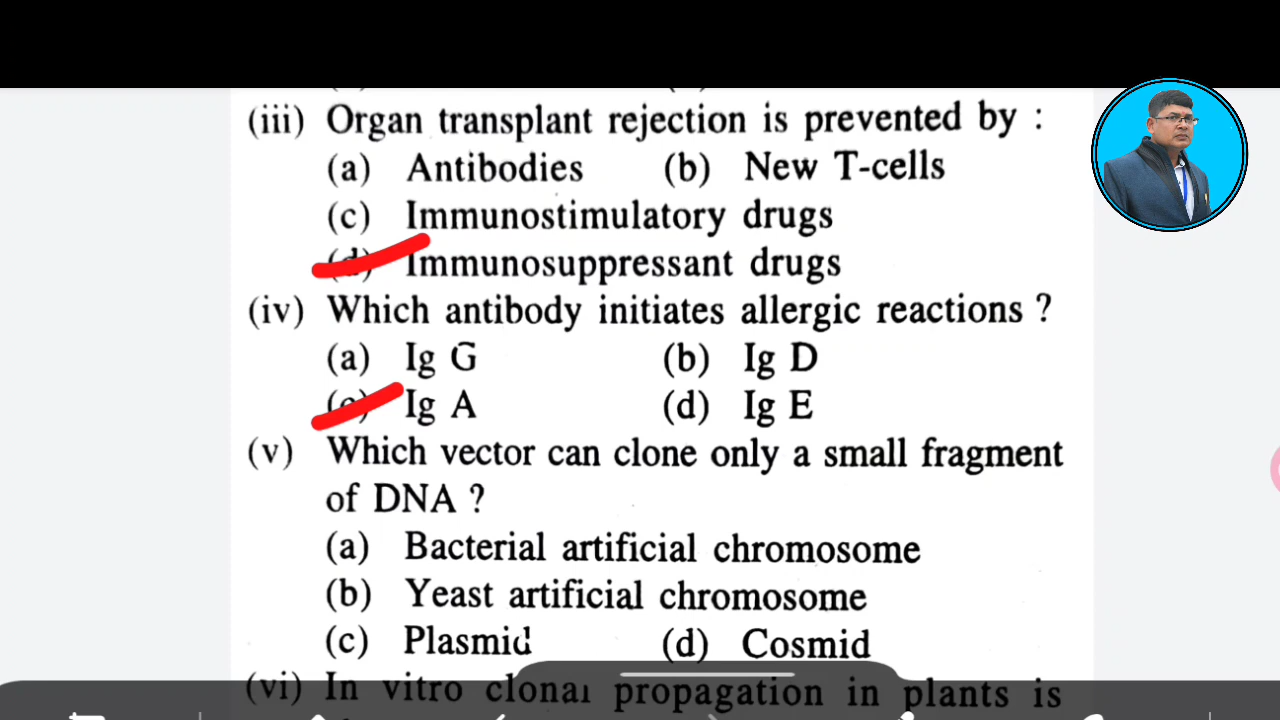 (iii) Organ transplant rejection is prevented by :
(a) Antibodies (b) New T-cells
(c) Immunostimulatory drugs
(d) Immunosuppressant drugs
(iv) Which antibody initiates allergic reactions ?
(a) Ig G (b) Ig D
(c) Ig A (d) Ig E
(v) Which vector can clone only a small fragment
of DNA ?
(a) Bacterial artificial chromosome
(b) Yeast artificial chromosome
(c) Plasmid (d) Cosmid
(vi) In vitro clonal propagation in plants is